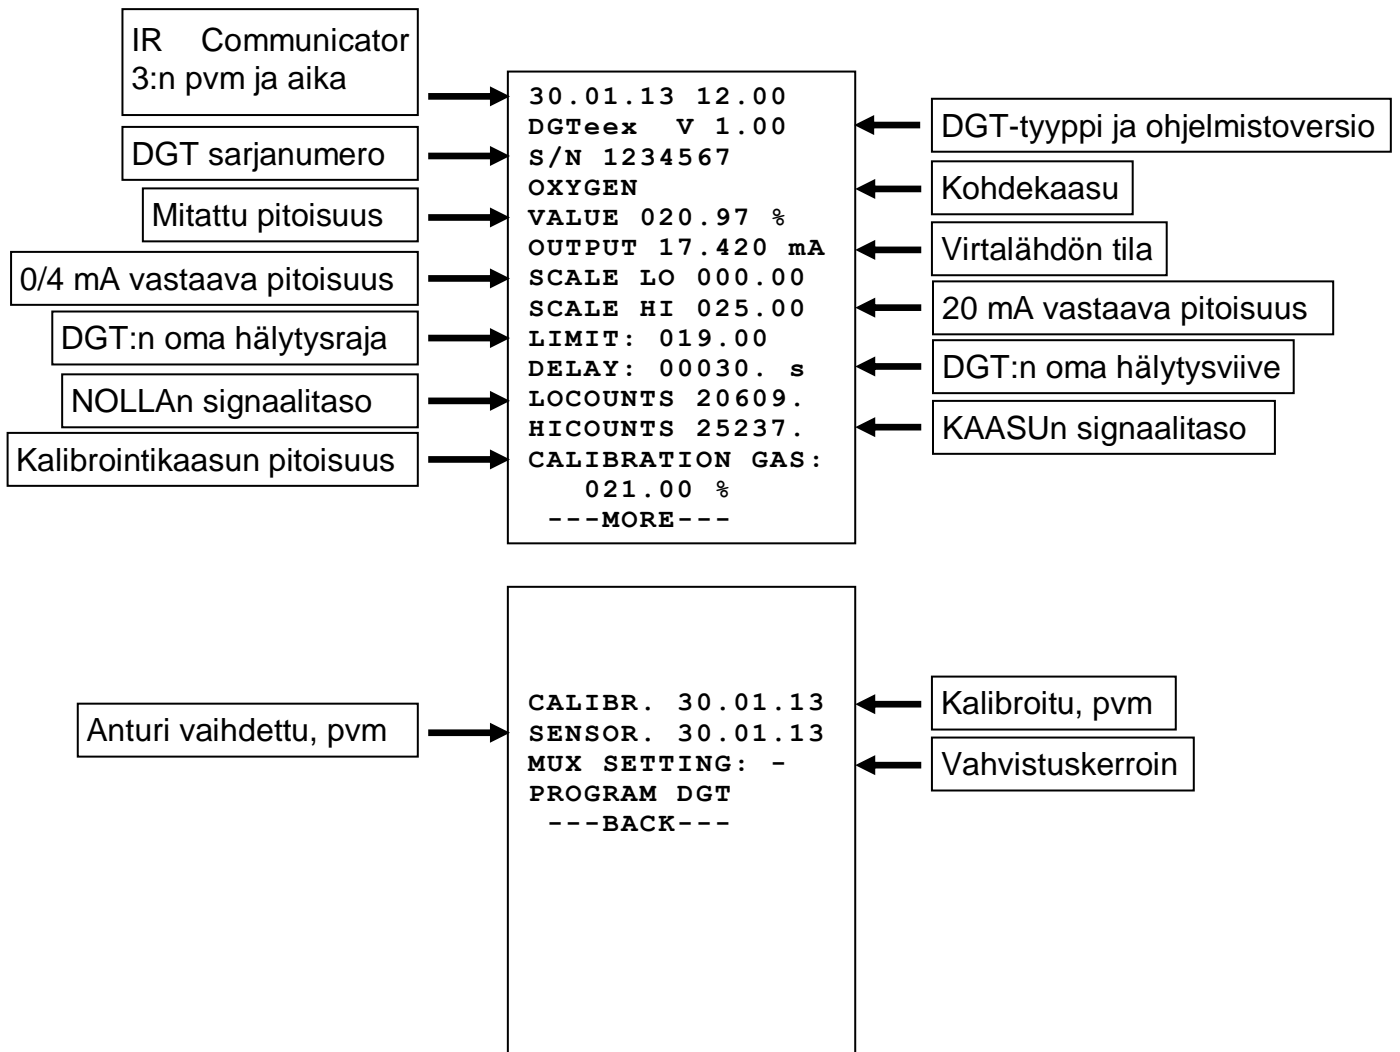 IR Communicator
3:n pvm ja aika
DGT sarjanumero
Mitattu pitoisuus
0/4 mA vastaava pitoisuus
DGT:n oma hälytysraja
NOLLAn signaalitaso
Kalibrointikaasun pitoisuus
30.01.13 12.00
DGTeex V 1.00
S/N 1234567
OXYGEN
VALUE 020.97 %
OUTPUT 17.420 mA
SCALE LO 000.00
SCALE HI 025.00
LIMIT: 019.00
DELAY: 00030. s
LOCOUNTS 20609.
HICOUNTS 25237.
CALIBRATION GAS:
021.00 %
---MORE---
DGT-tyyppi ja ohjelmistoversio
Kohdekaasu
Virtalähdön tila
20 mA vastaava pitoisuus
DGT:n oma hälytysviive
KAASUn signaalitaso
Anturi vaihdettu, pvm
CALIBR. 30.01.13
SENSOR. 30.01.13
MUX SETTING: -
PROGRAM DGT
---BACK---
Kalibroitu, pvm
Vahvistuskerroin